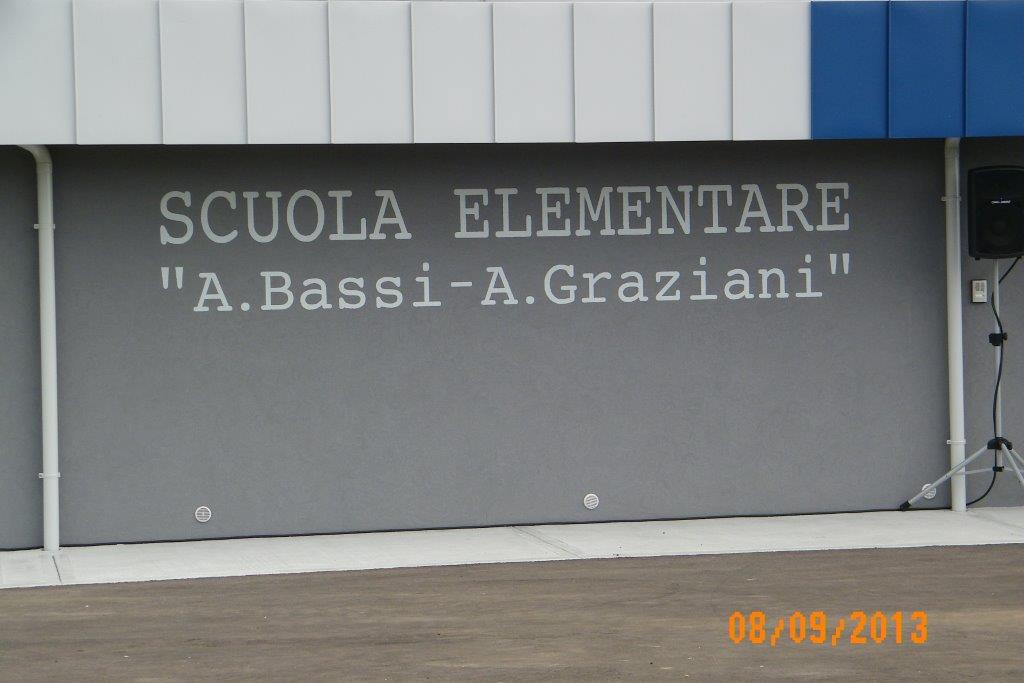 SCUOLA ELEMENTARE
"A.Bassi-A.Graziani"
08/09/2013